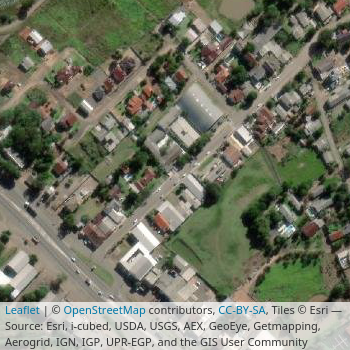 Leaflet | © OpenStreetMap contributors, CC-BY-SA, Tiles © Esri —
Source: Esri, i-cubed, USDA, USGS, AEX, GeoEye, Getmapping,
Aerogrid, IGN, IGP, UPR-EGP, and the GIS User Community